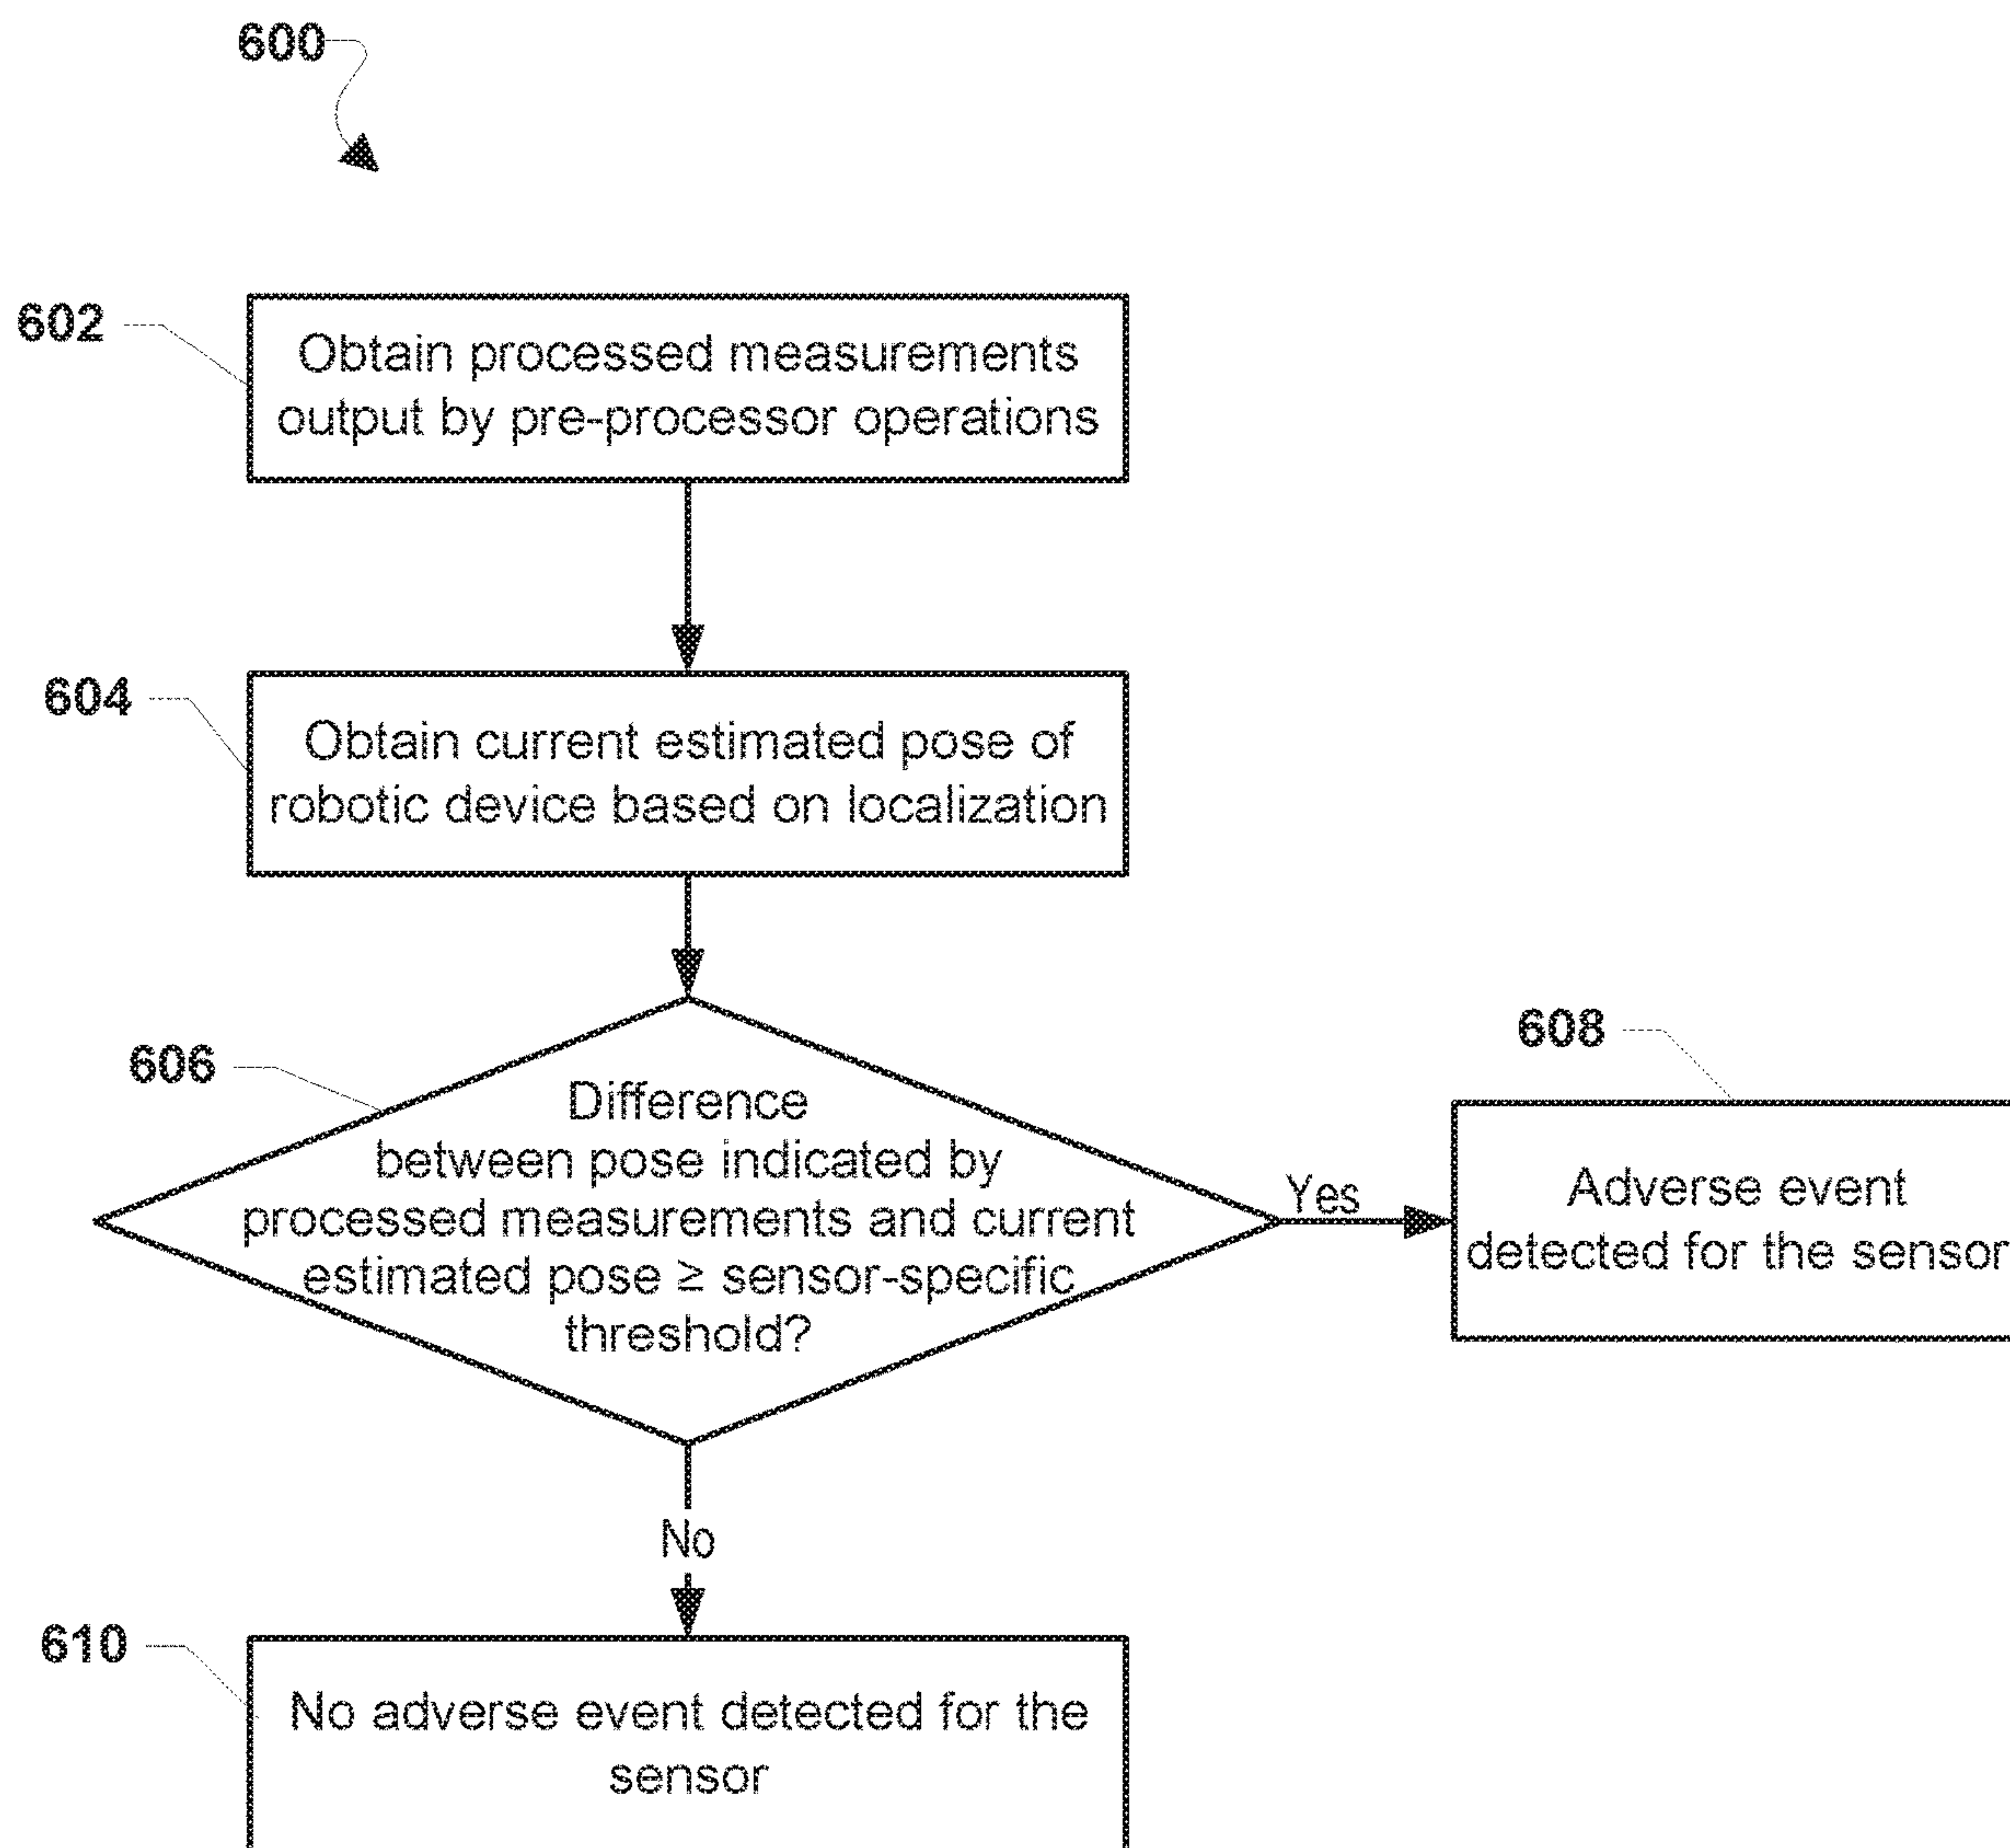 600
602
Obtain processed measurements
output by pre-processor operations
604
Obtain current estimated pose of
robotic device based on localization
606
Difference
between pose indicated by
processed measurements and current
estimated pose ≥ sensor-specific
threshold?
Yes
608
Adverse event
detected for the sensor
No
610
No adverse event detected for the
sensor